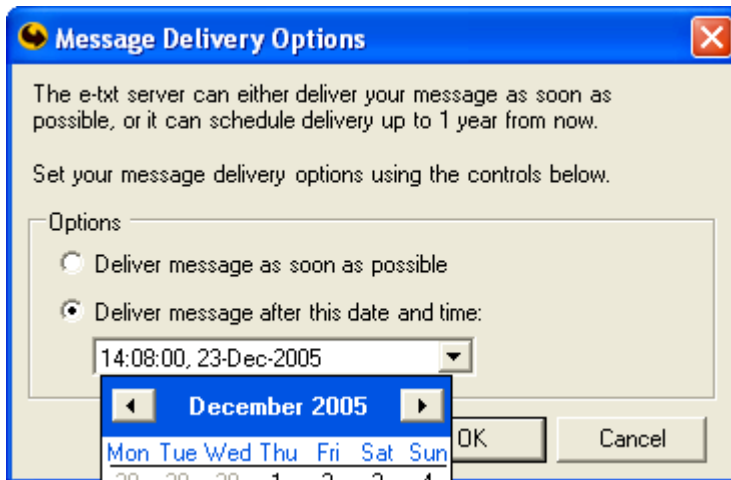 Message Delivery Options
The e-txt server can either deliver your message as soon as
possible, or it can schedule delivery up to 1 year from now.
Set your message delivery options using the controls below.
Options
Deliver message as soon as possible
Deliver message after this date and time:
14:08:00, 23-Dec-2005
December 2005
OK Cancel
Mon Tue Wed Thu Fri Sat Sun